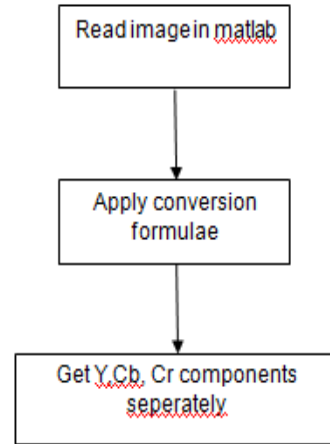 Read image in matlab
Apply conversion
formulae
Get Y,Cb, Cr components
seperately